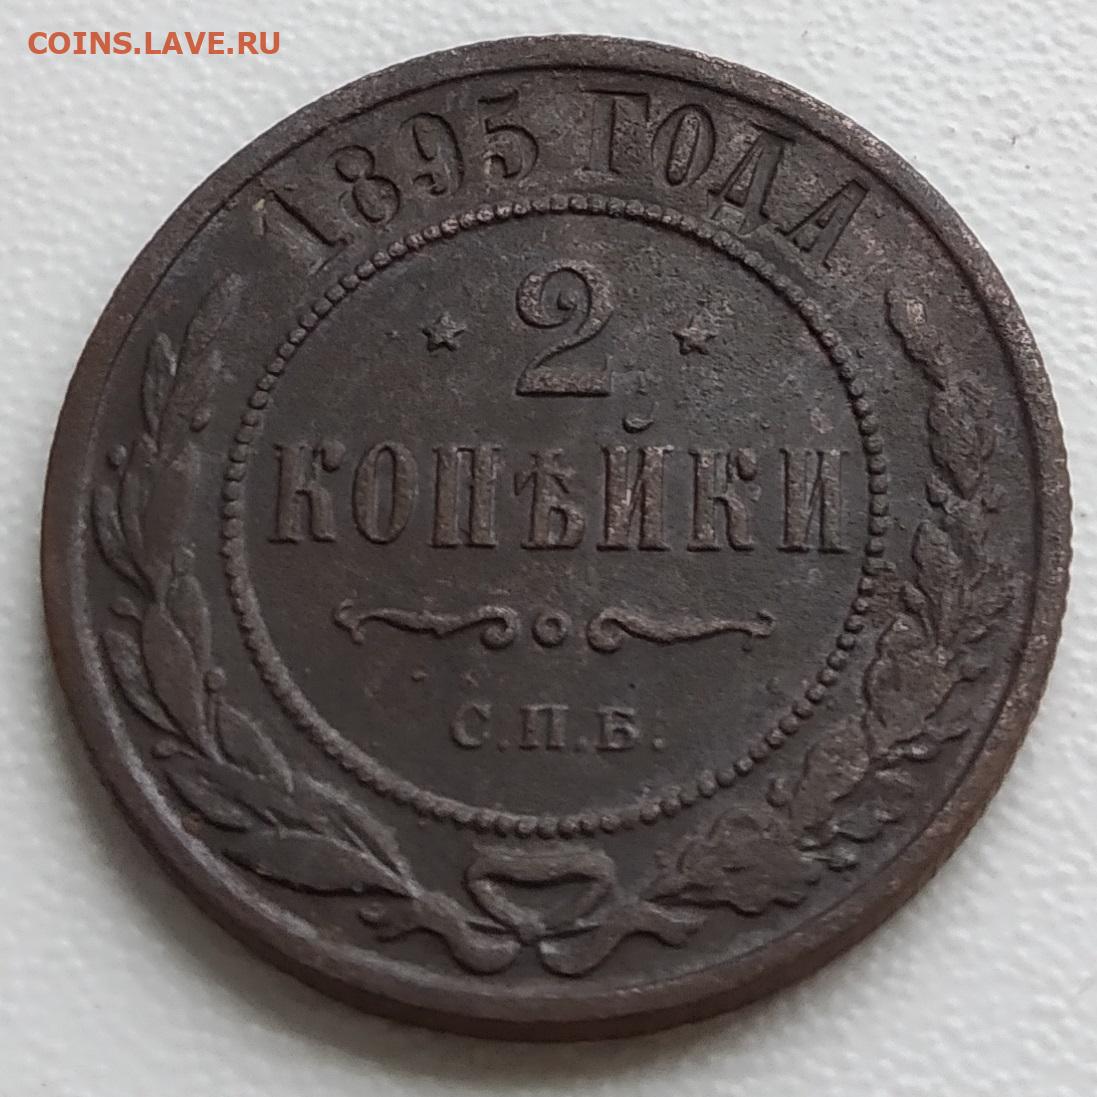 COINS.LAVE.RU
1895 ГОДА
2
КОПѢЙКИ
С.П.Б.